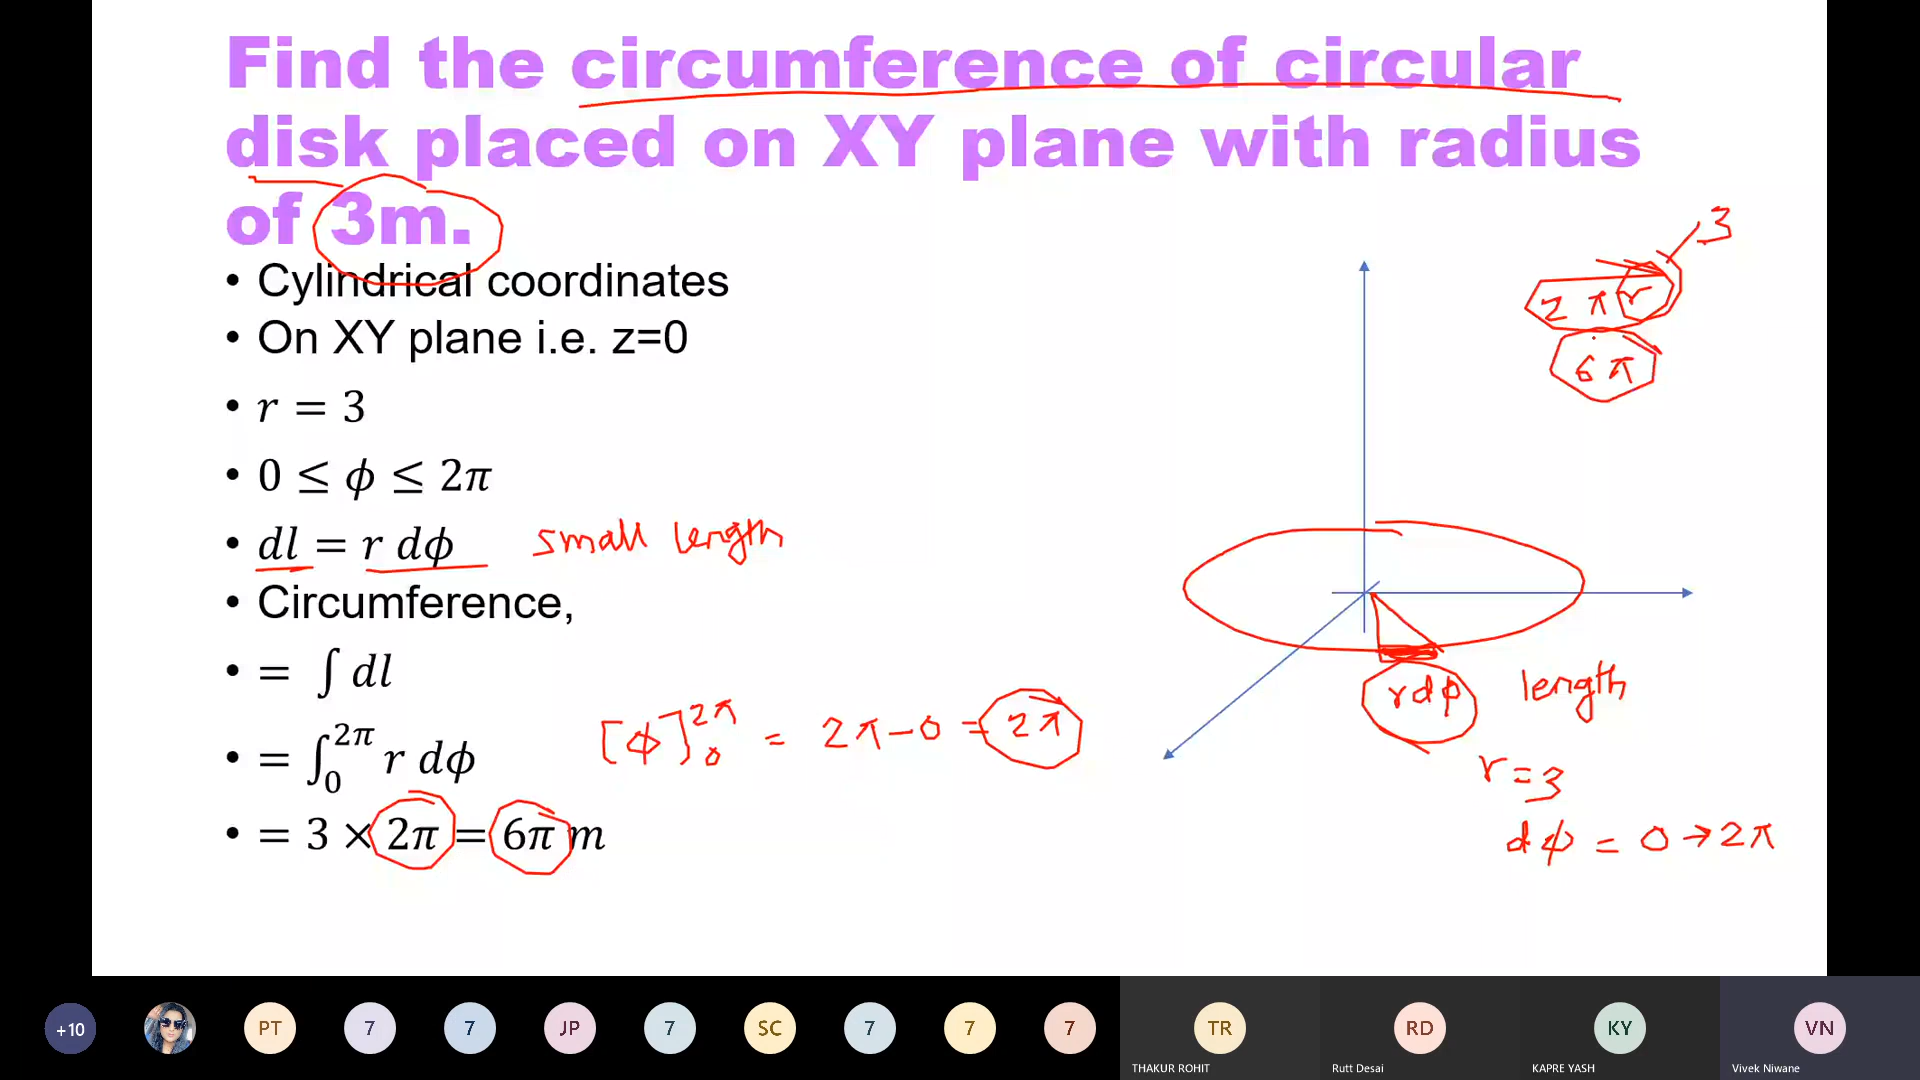 Find the circumference of circular
disk placed on XY plane with radius
of 3m.
• Cylindrical coordinates
• On XY plane i.e. z=0
• r = 3
• 0 ≤ ϕ ≤ 2π
• dl = r dϕ small length
• Circumference,
• = ∫ dl
• = ∫₀^2π r dϕ
[ϕ]₀^2π = 2π - 0 = 2π
• = 3 × 2π = 6π m
3
2πr
6π
rdϕ length
r = 3
dϕ = 0 → 2π
+10 PT 7 7 JP 7 SC 7 7 7 TR RD KY VN
THAKUR ROHIT Rutt Desai KAPRE YASH Vivek Niwane